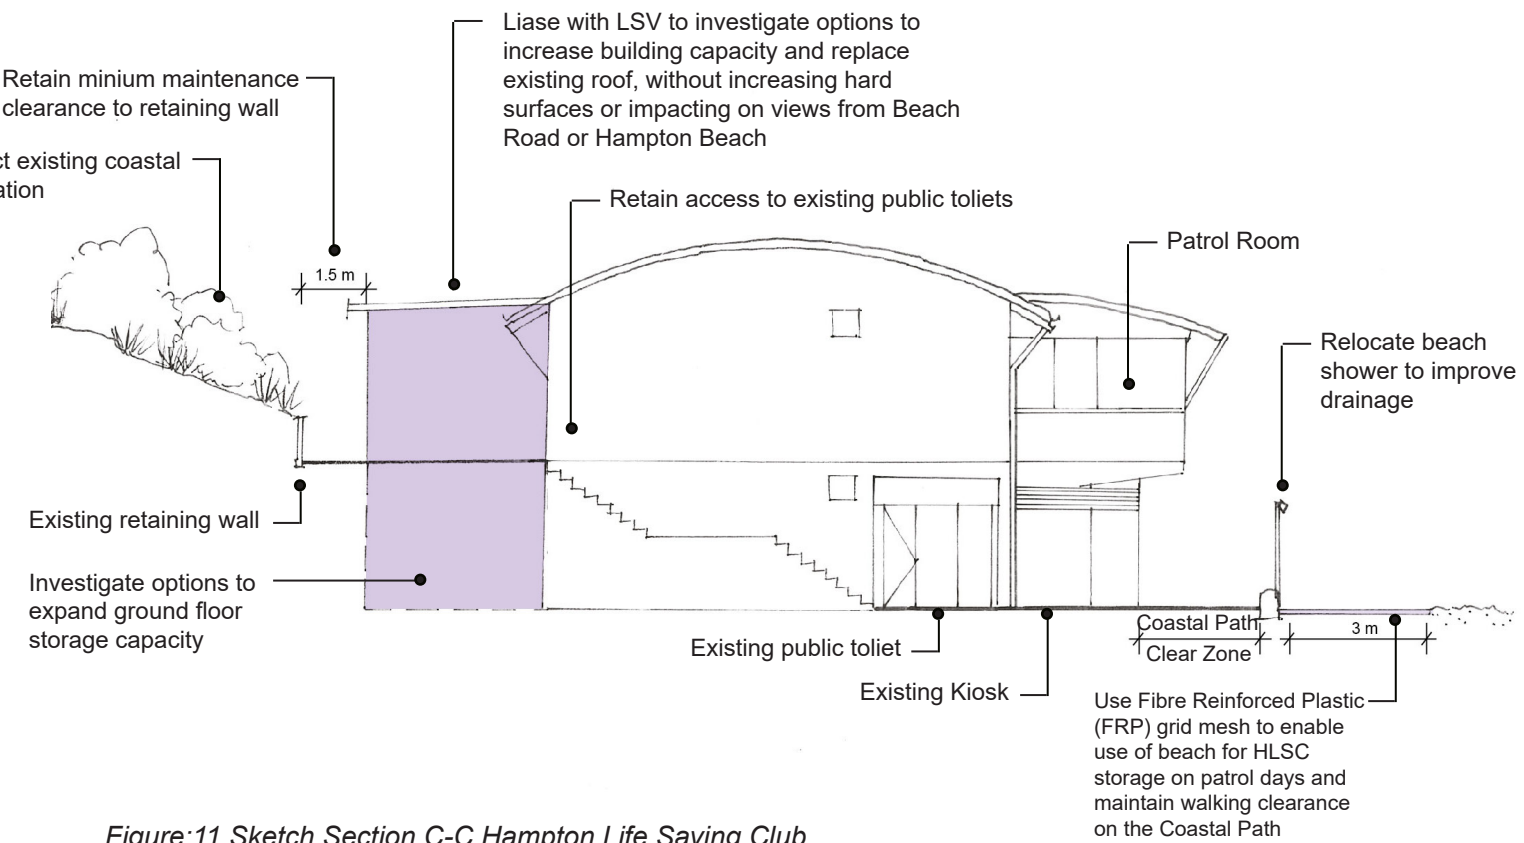 Liase with LSV to investigate options to
increase building capacity and replace
existing roof, without increasing hard
surfaces or impacting on views from Beach
Road or Hampton Beach
Retain minium maintenance
clearance to retaining wall
ct existing coastal
ation
Retain access to existing public toliets
Patrol Room
1.5 m
Relocate beach
shower to improve
drainage
Existing retaining wall
Investigate options to
expand ground floor
storage capacity
Existing public toliet
Existing Kiosk
Coastal Path
Clear Zone
3 m
Use Fibre Reinforced Plastic
(FRP) grid mesh to enable
use of beach for HLSC
storage on patrol days and
maintain walking clearance
on the Coastal Path
Figure:11 Sketch Section C-C Hampton Life Saving Club